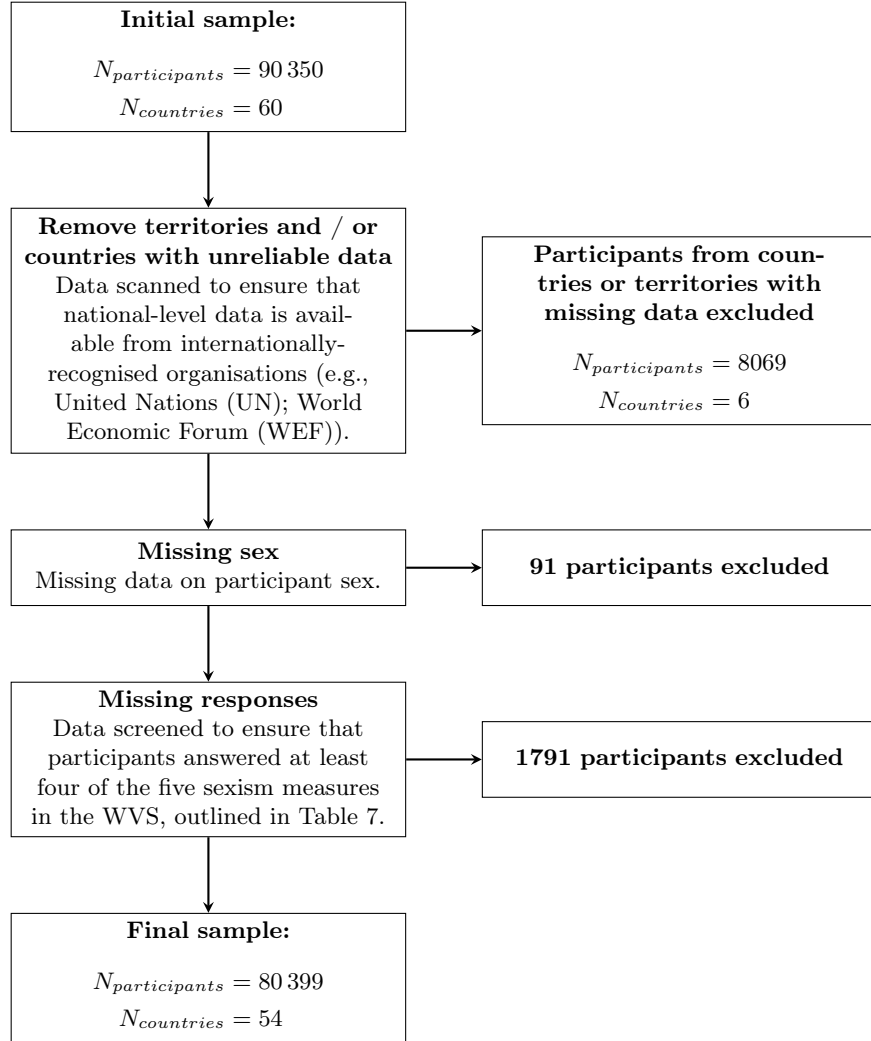 Initial sample:
N_participants = 90 350
N_countries = 60
Remove territories and / or
countries with unreliable data
Data scanned to ensure that
national-level data is avail-
able from internationally-
recognised organisations (e.g.,
United Nations (UN); World
Economic Forum (WEF)).
Participants from coun-
tries or territories with
missing data excluded
N_participants = 8069
N_countries = 6
Missing sex
Missing data on participant sex.
91 participants excluded
Missing responses
Data screened to ensure that
participants answered at least
four of the five sexism measures
in the WVS, outlined in Table 7.
1791 participants excluded
Final sample:
N_participants = 80 399
N_countries = 54